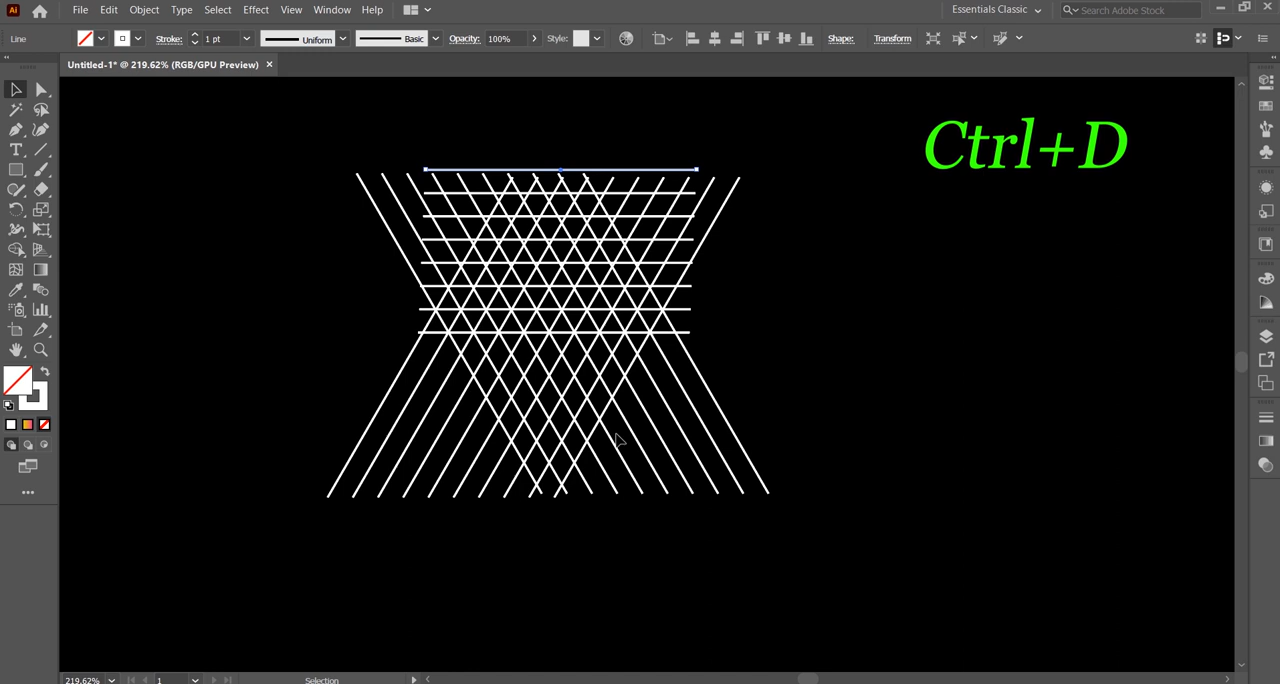 Ai File Edit Object Type Select Effect View Window Help Essentials Classic Search Adobe Stock
Line Stroke: 1 pt Uniform Basic Opacity: 100% Style: Shape: Transform
Untitled-1* @ 219.62% (RGB/GPU Preview) ×
Ctrl+D
219.62% 1 Selection